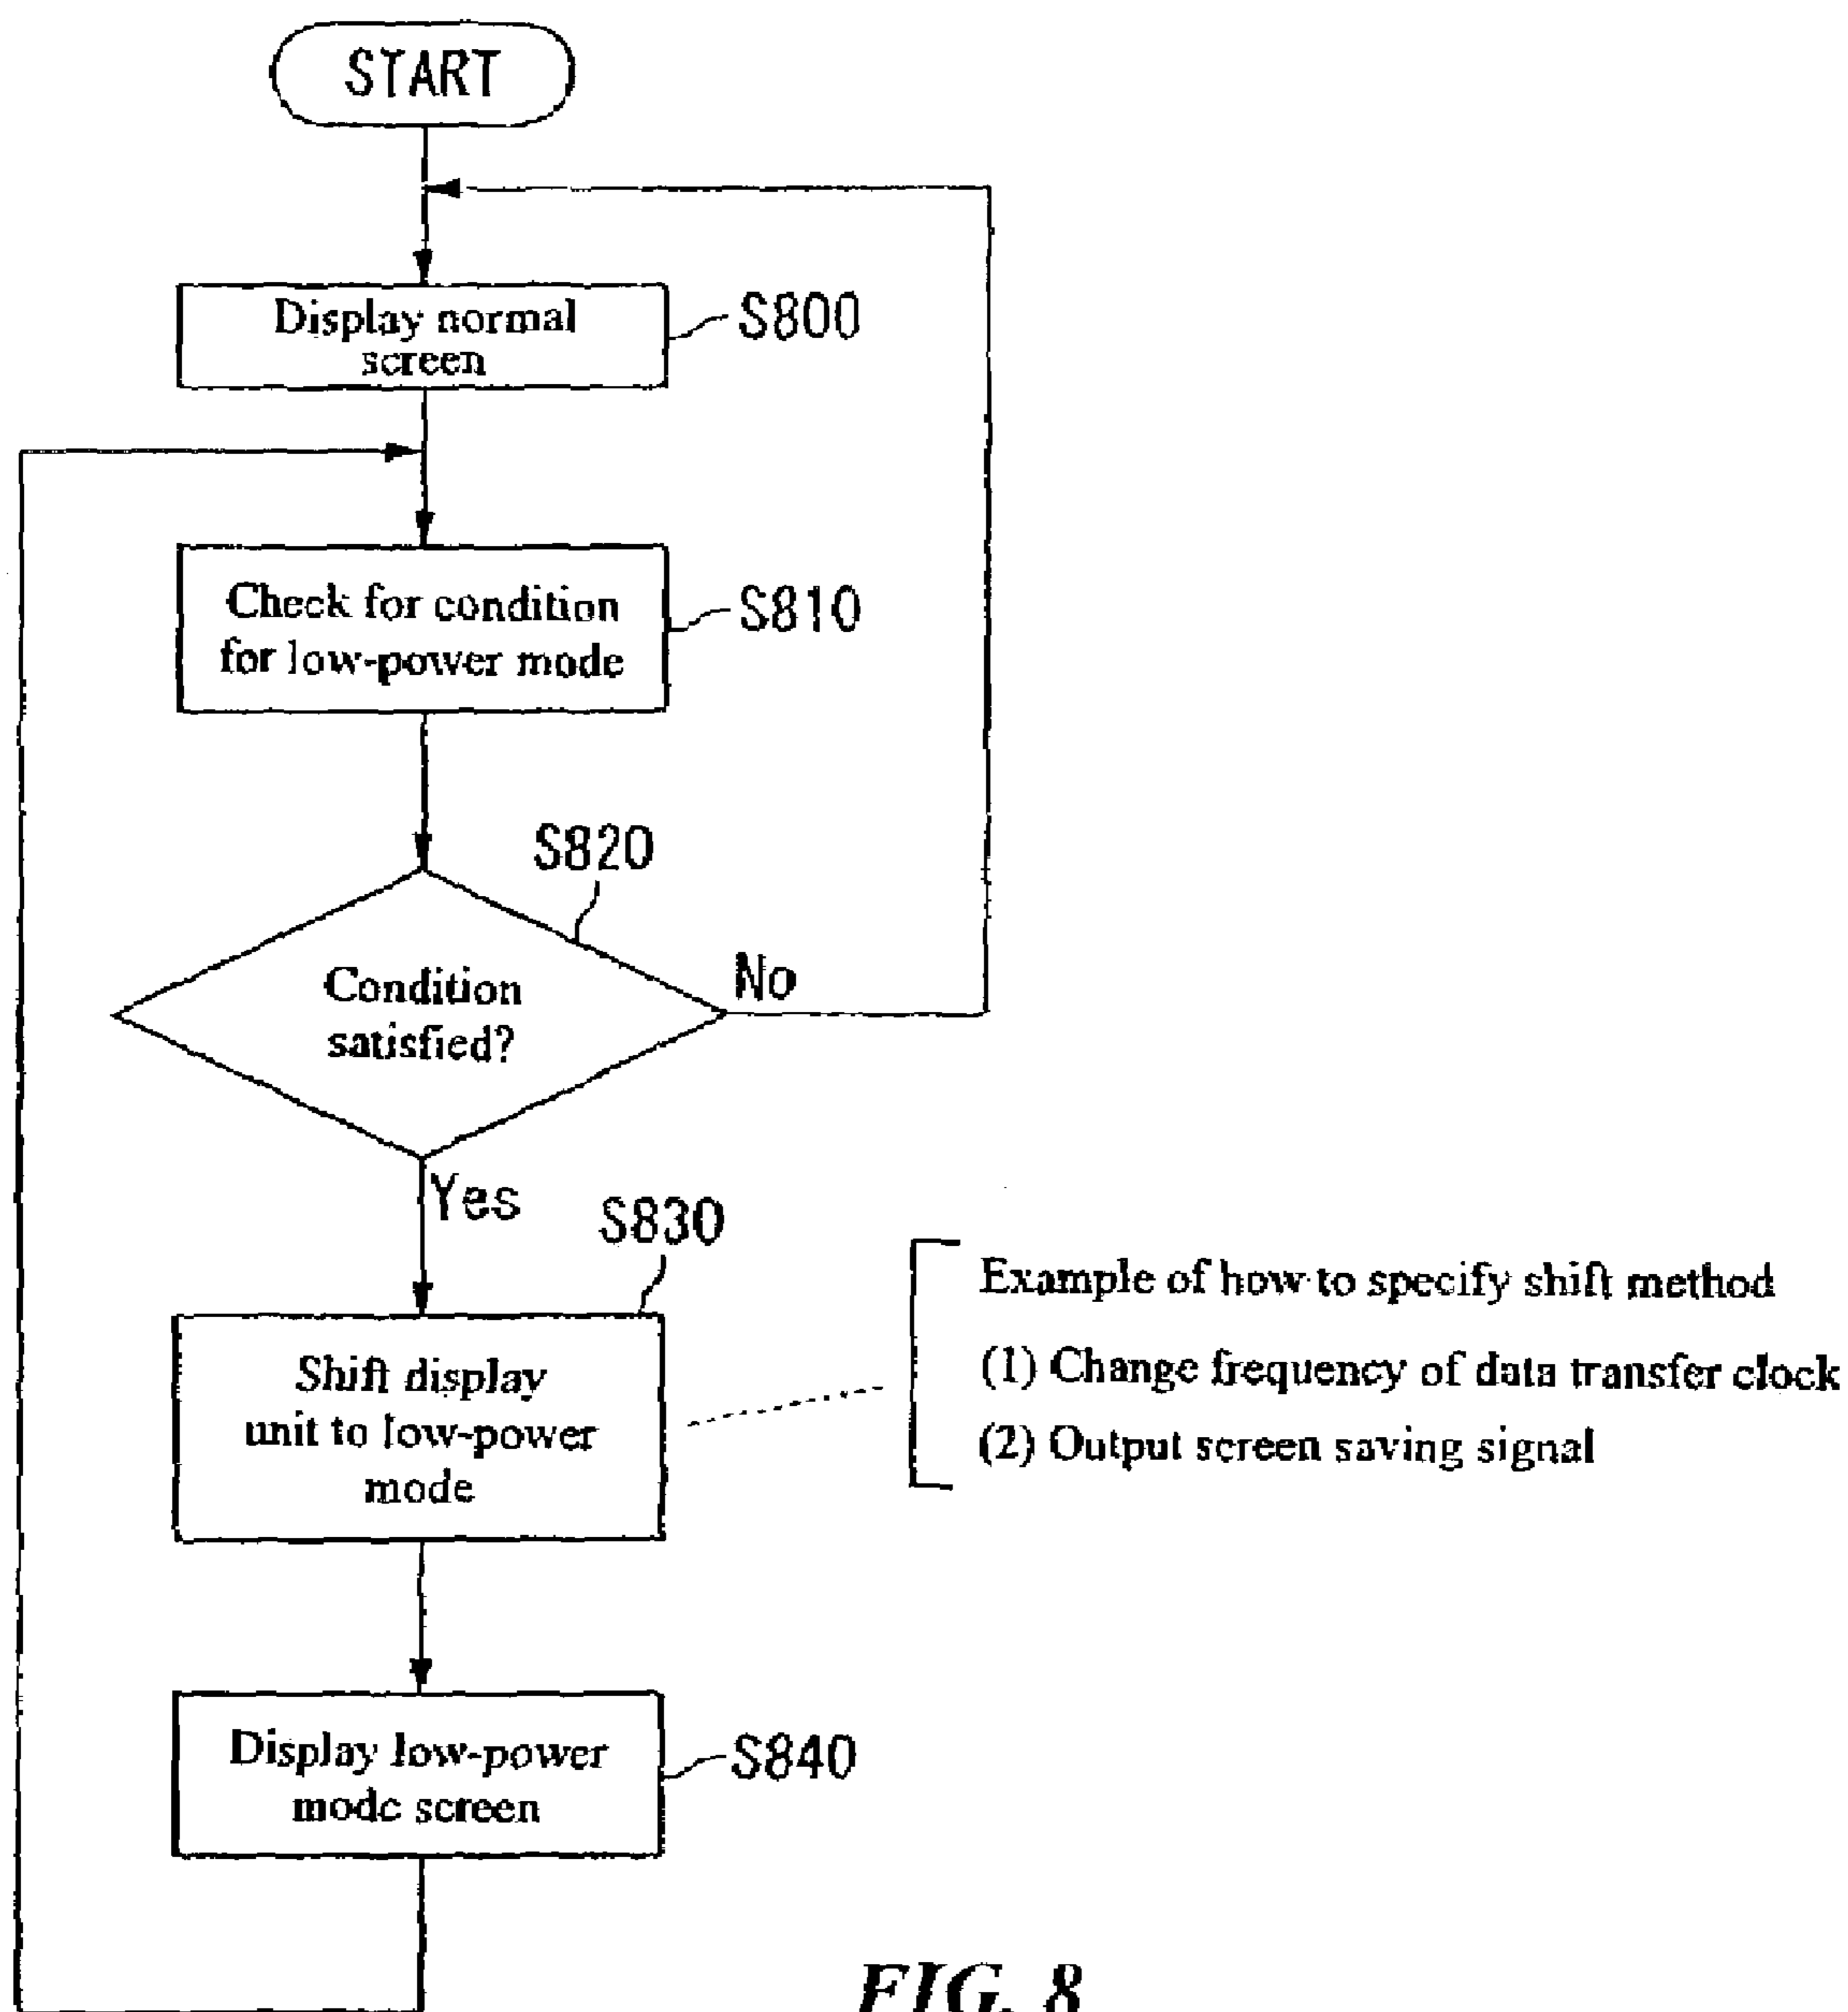 START
Display normal
screen
S800
Check for condition
for low-power mode
S810
S820
Condition
satisfied?
No
Yes
S830
Shift display
unit to low-power
mode
Example of how to specify shift method
(1) Change frequency of data transfer clock
(2) Output screen saving signal
Display low-power
mode screen
S840
FIG. 8